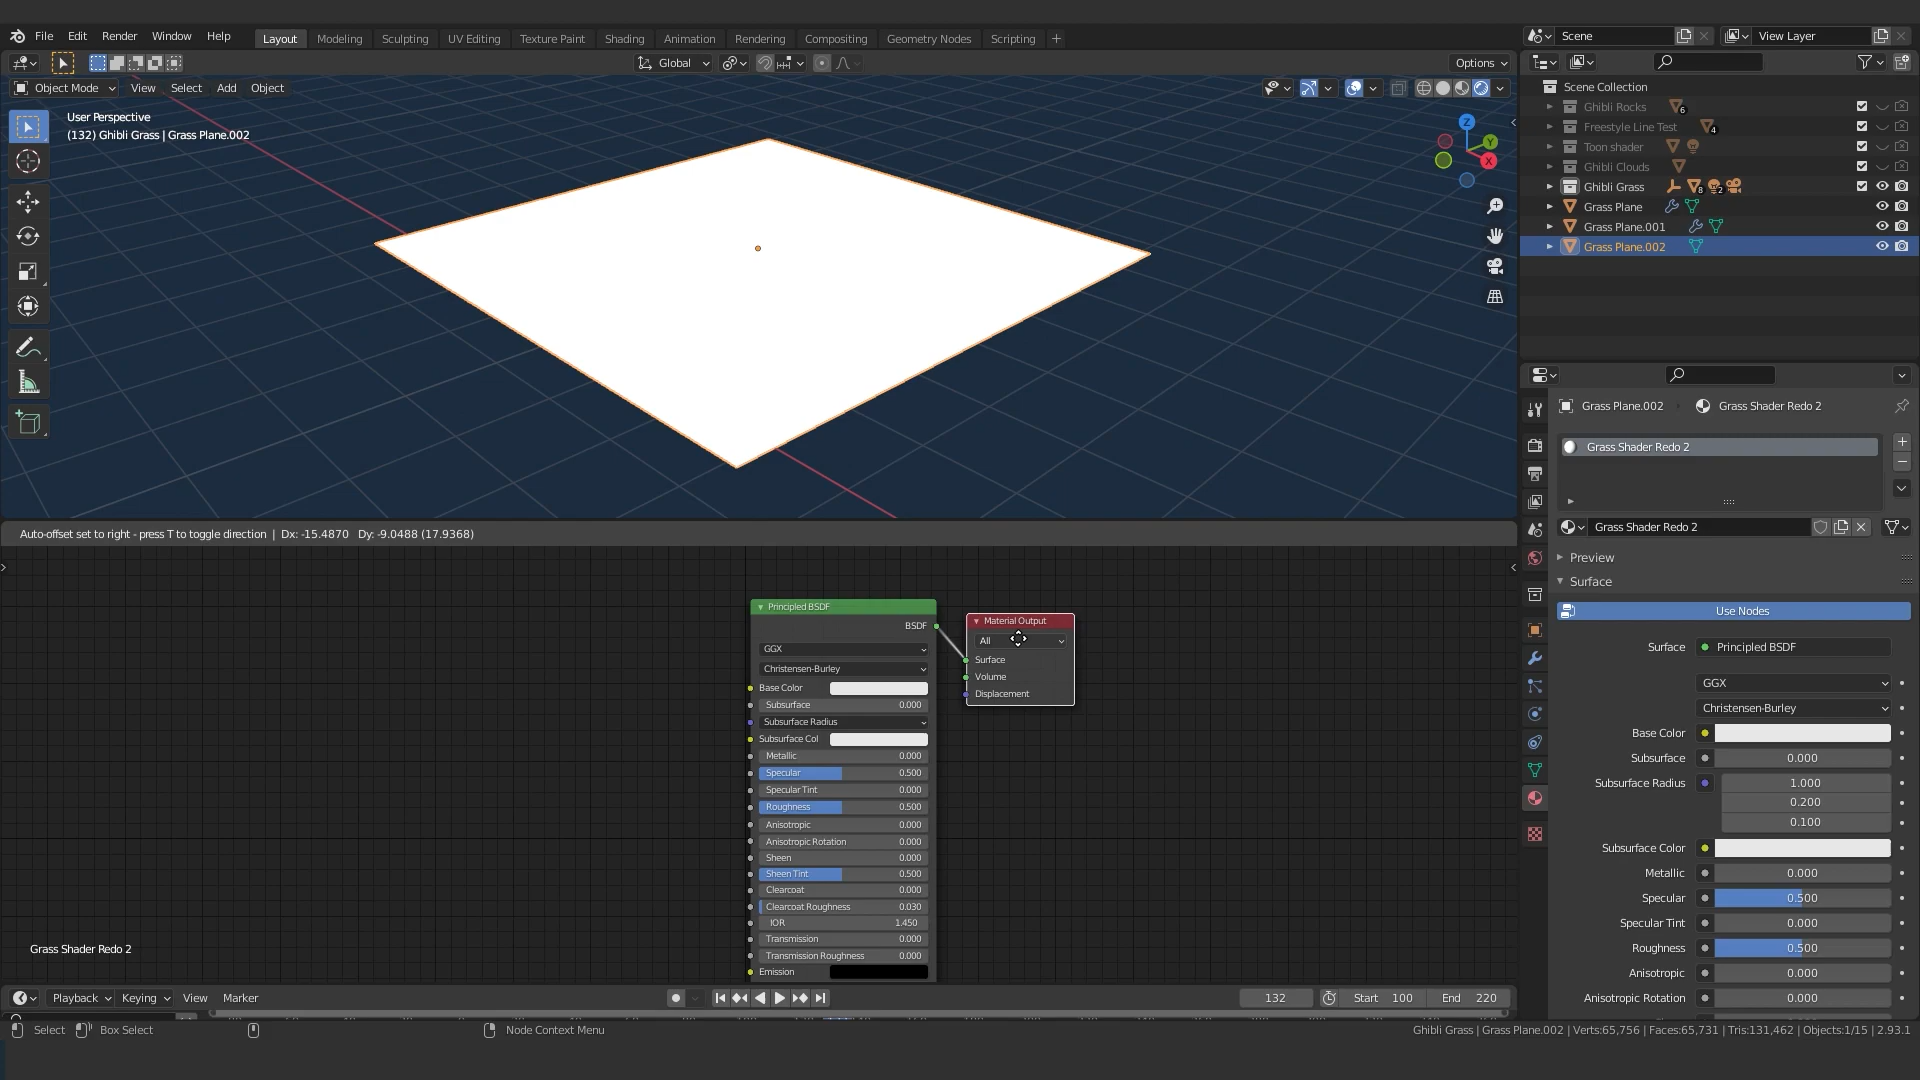 File Edit Render Window Help Layout Modeling Sculpting UV Editing Texture Paint Shading Animation Rendering Compositing Geometry Nodes Scripting + Scene View Layer
Global Options
Object Mode View Select Add Object
User Perspective
(132) Ghibli Grass | Grass Plane.002
Z
Y
X
Scene Collection
Ghibli Rocks 6
Freestyle Line Test 4
Toon shader
Ghibli Clouds
Ghibli Grass 8 2
Grass Plane
Grass Plane.001
Grass Plane.002
Auto-offset set to right - press T to toggle direction | Dx: -15.4870 Dy: -9.0488 (17.9368)
Principled BSDF
BSDF
GGX
Christensen-Burley
Base Color
Subsurface 0.000
Subsurface Radius
Subsurface Col
Metallic 0.000
Specular 0.500
Specular Tint 0.000
Roughness 0.500
Anisotropic 0.000
Anisotropic Rotation 0.000
Sheen 0.000
Sheen Tint 0.500
Clearcoat 0.000
Clearcoat Roughness 0.030
IOR 1.450
Transmission 0.000
Transmission Roughness 0.000
Emission
Material Output
All
Surface
Volume
Displacement
Grass Shader Redo 2
Grass Plane.002 Grass Shader Redo 2
Grass Shader Redo 2
Grass Shader Redo 2
Preview
Surface
Use Nodes
Surface Principled BSDF
GGX
Christensen-Burley
Base Color
Subsurface 0.000
Subsurface Radius 1.000
0.200
0.100
Subsurface Color
Metallic 0.000
Specular 0.500
Specular Tint 0.000
Roughness 0.500
Anisotropic 0.000
Anisotropic Rotation 0.000
Playback Keying View Marker 132 Start 100 End 220
Select Box Select Node Context Menu Ghibli Grass | Grass Plane.002 | Verts:65,756 | Faces:65,731 | Tris:131,462 | Objects:1/15 | 2.93.1